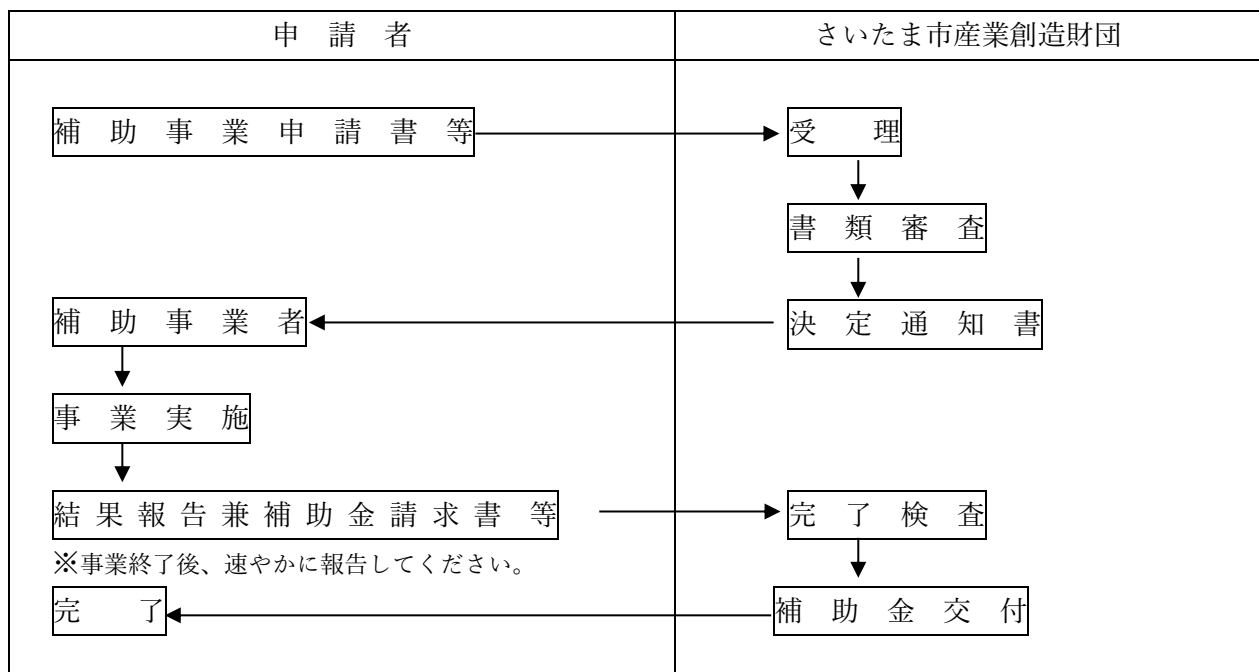 申 請 者
さいたま市産業創造財団
補 助 事 業 申 請 書 等
受 理
書 類 審 査
補 助 事 業 者
決 定 通 知 書
事 業 実 施
結 果 報 告 兼 補 助 金 請 求 書 等
完 了 検 査
※事業終了後、速やかに報告してください。
完 了
補 助 金 交 付